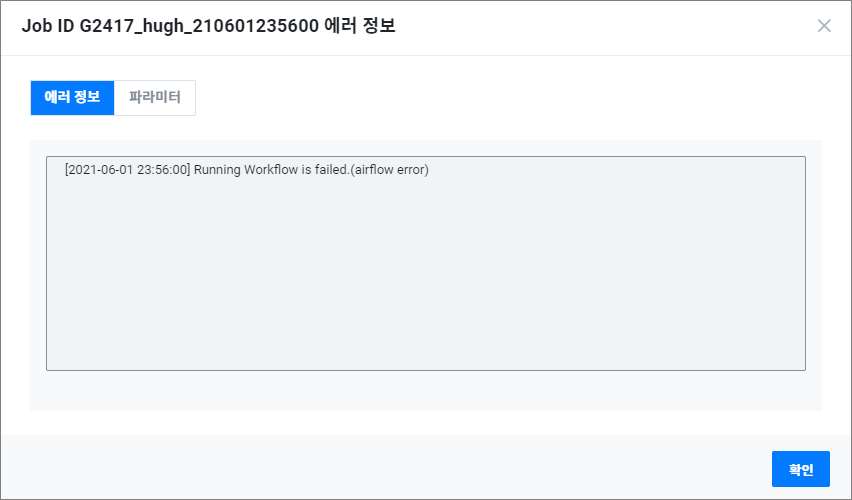 Job ID G2417_hugh_210601235600 에러 정보
에러 정보 파라미터
[2021-06-01 23:56:00] Running Workflow is failed.(airflow error)
확인